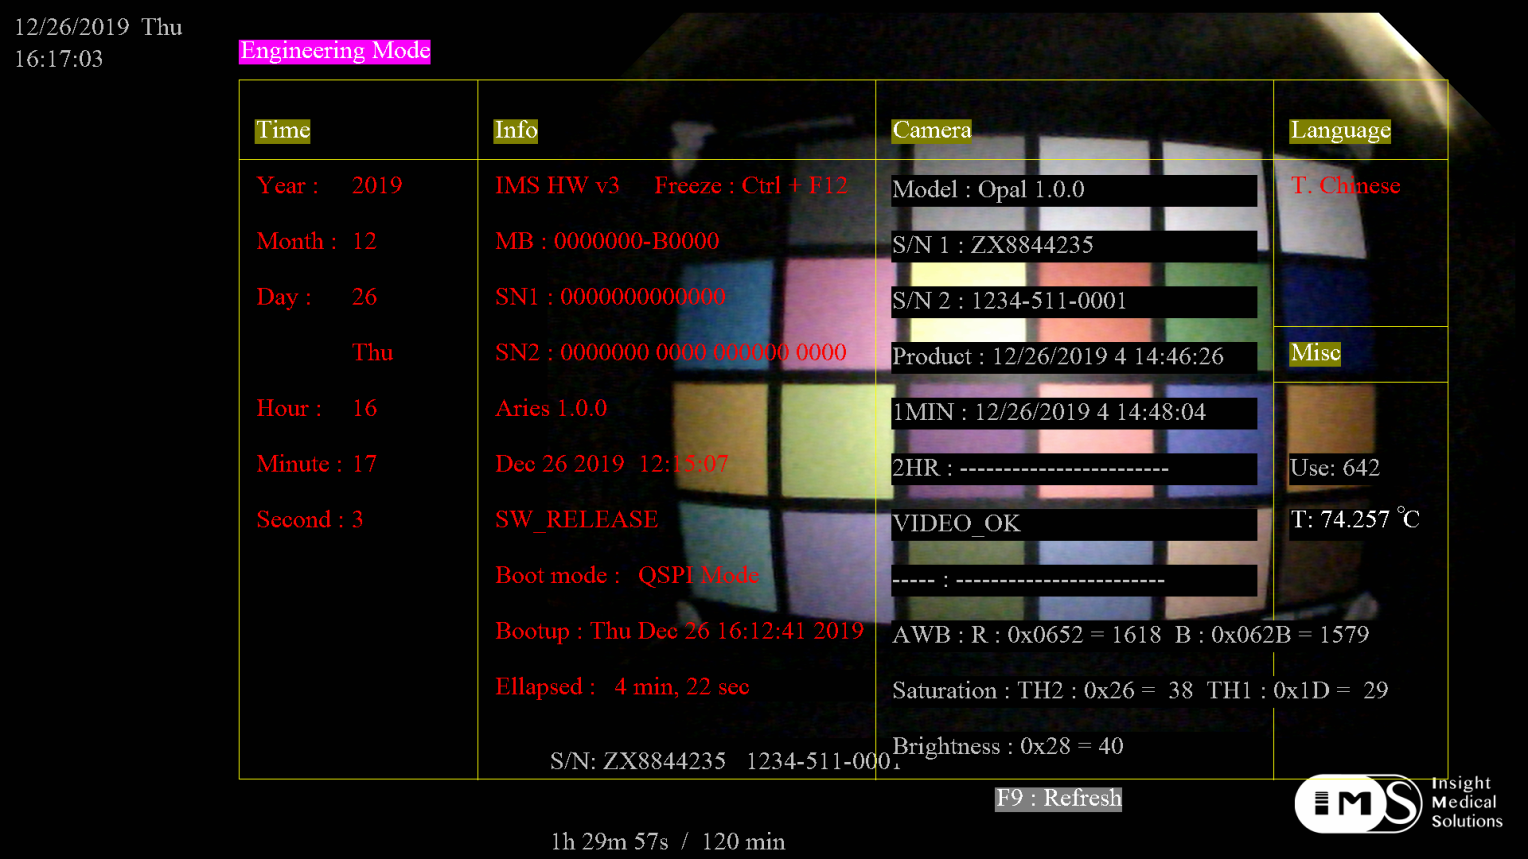 12/26/2019 Thu
16:17:03
Engineering Mode
Time
Year : 2019
Month : 12
Day : 26
Thu
Hour : 16
Minute : 17
Second : 3
Info
IMS HW v3 Freeze : Ctrl + F12
MB : 0000000-B0000
SN1 : 0000000000000
SN2 : 0000000 0000 000000 0000
Aries 1.0.0
Dec 26 2019 12:15:07
SW_RELEASE
Boot mode : QSPI Mode
Bootup : Thu Dec 26 16:12:41 2019
Ellapsed : 4 min, 22 sec
S/N: ZX8844235 1234-511-0001
Camera
Model : Opal 1.0.0
S/N 1 : ZX8844235
S/N 2 : 1234-511-0001
Product : 12/26/2019 4 14:46:26
1MIN : 12/26/2019 4 14:48:04
2HR : ------------------------
VIDEO_OK
----- : ------------------------
AWB : R : 0x0652 = 1618 B : 0x062B = 1579
Saturation : TH2 : 0x26 = 38 TH1 : 0x1D = 29
Brightness : 0x28 = 40
Language
T. Chinese
Misc
Use: 642
T: 74.257 ℃
F9 : Refresh
1h 29m 57s / 120 min
iMS
Insight
Medical
Solutions